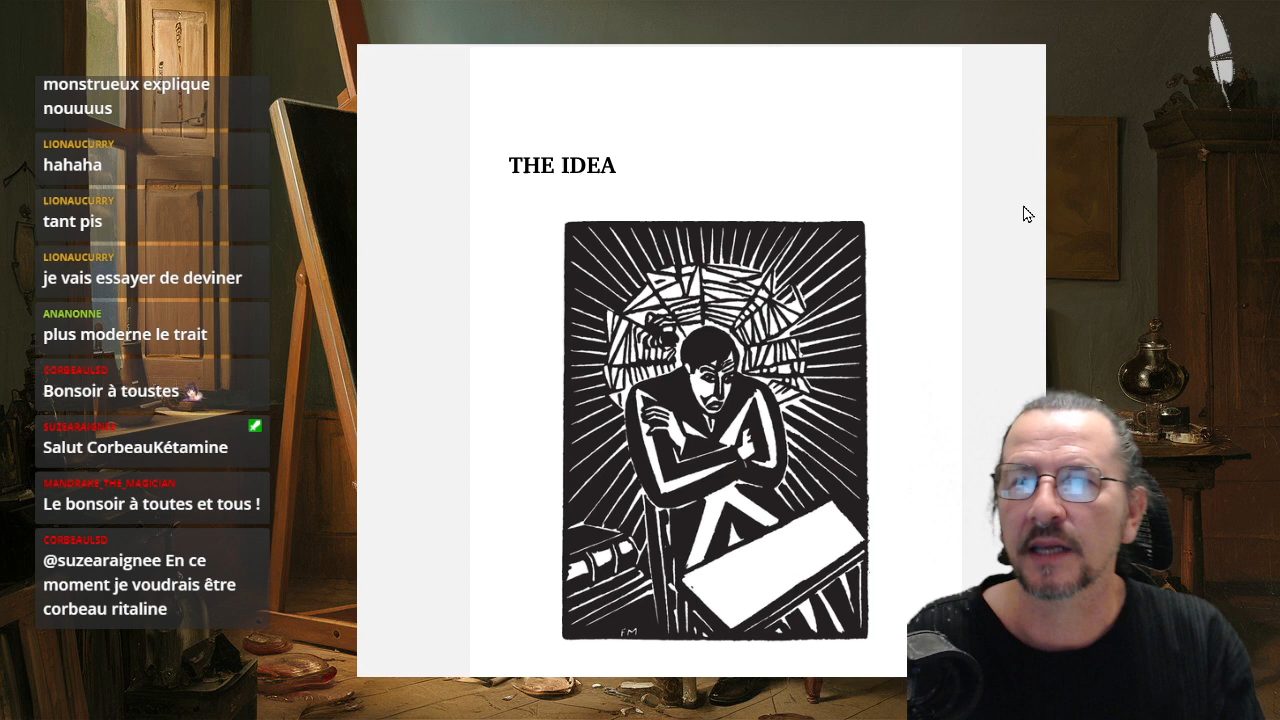 monstrueux explique
nouuuus
LIONAUCURRY
hahaha
LIONAUCURRY
tant pis
LIONAUCURRY
je vais essayer de deviner
ANANONNE
plus moderne le trait
CORBEAULSD
Bonsoir à toustes
SUZEARAIGNEE
Salut CorbeauKétamine
MANDRAKE_THE_MAGICIAN
Le bonsoir à toutes et tous !
CORBEAULSD
@suzearaignee En ce
moment je voudrais être
corbeau ritaline
THE IDEA
FM